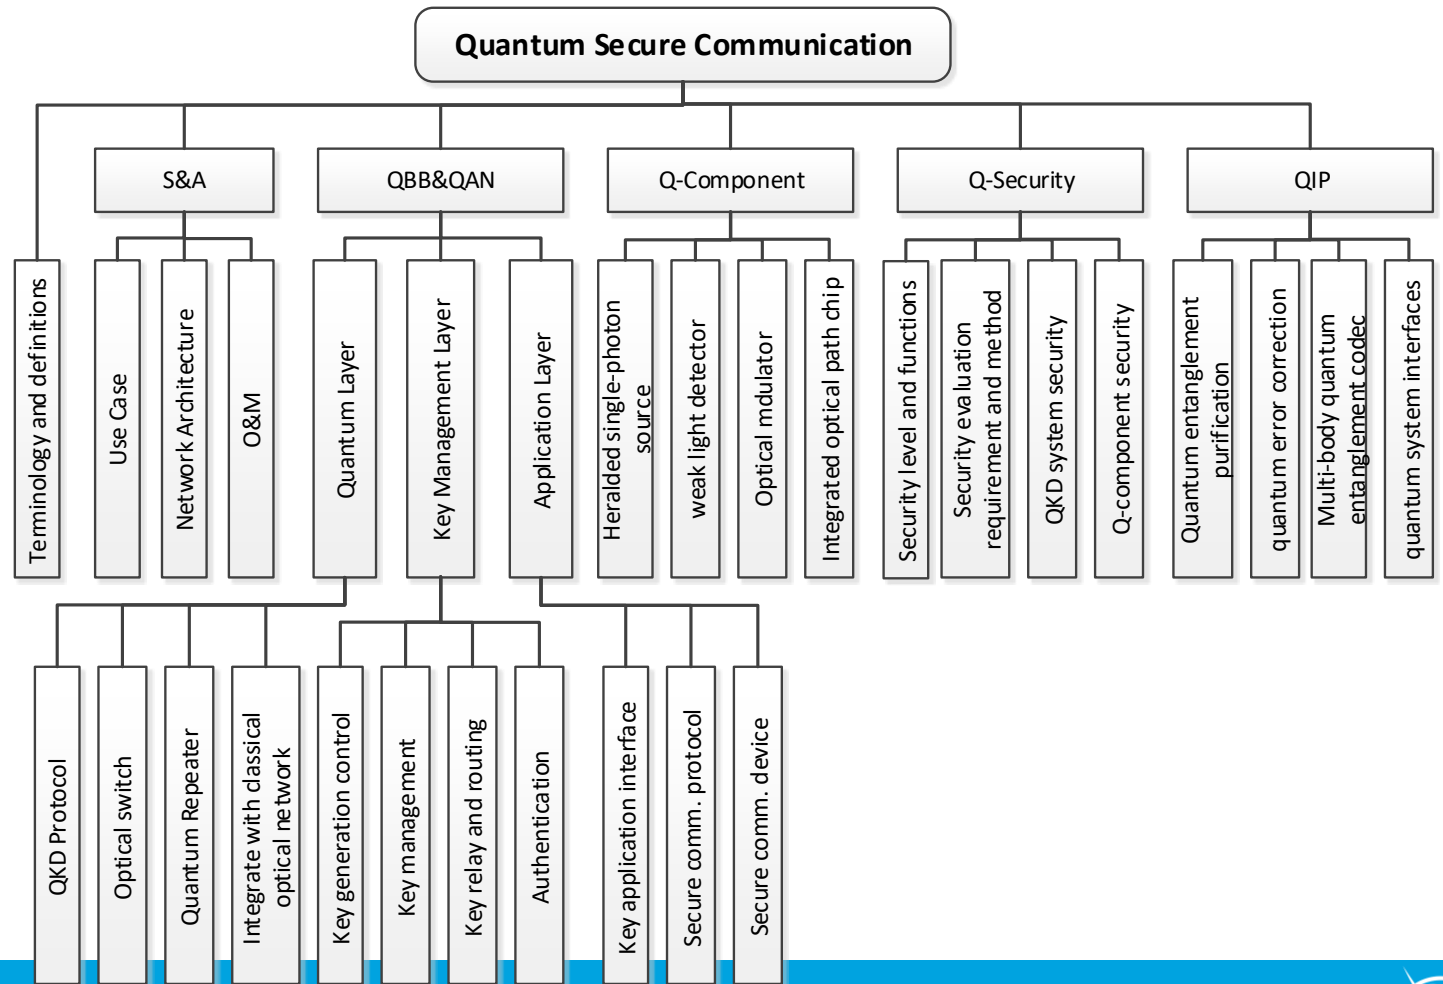 Quantum Secure Communication
S&A
QBB&QAN
Q-Component
Q-Security
QIP
Terminology and definitions
Use Case
Network Architecture
O&M
Quantum Layer
Key Management Layer
Application Layer
Heralded single-photon
source
weak light detector
Optical mdulator
Integrated optical path chip
Security level and functions
Security evaluation
requirement and method
QKD system security
Q-component security
Quantum entanglement
purification
quantum error correction
Multi-body quantum
entanglement codec
quantum system interfaces
QKD Protocol
Optical switch
Quantum Repeater
Integrate with classical
optical network
Key generation control
Key management
Key relay and routing
Authentication
Key application interface
Secure comm. protocol
Secure comm. device